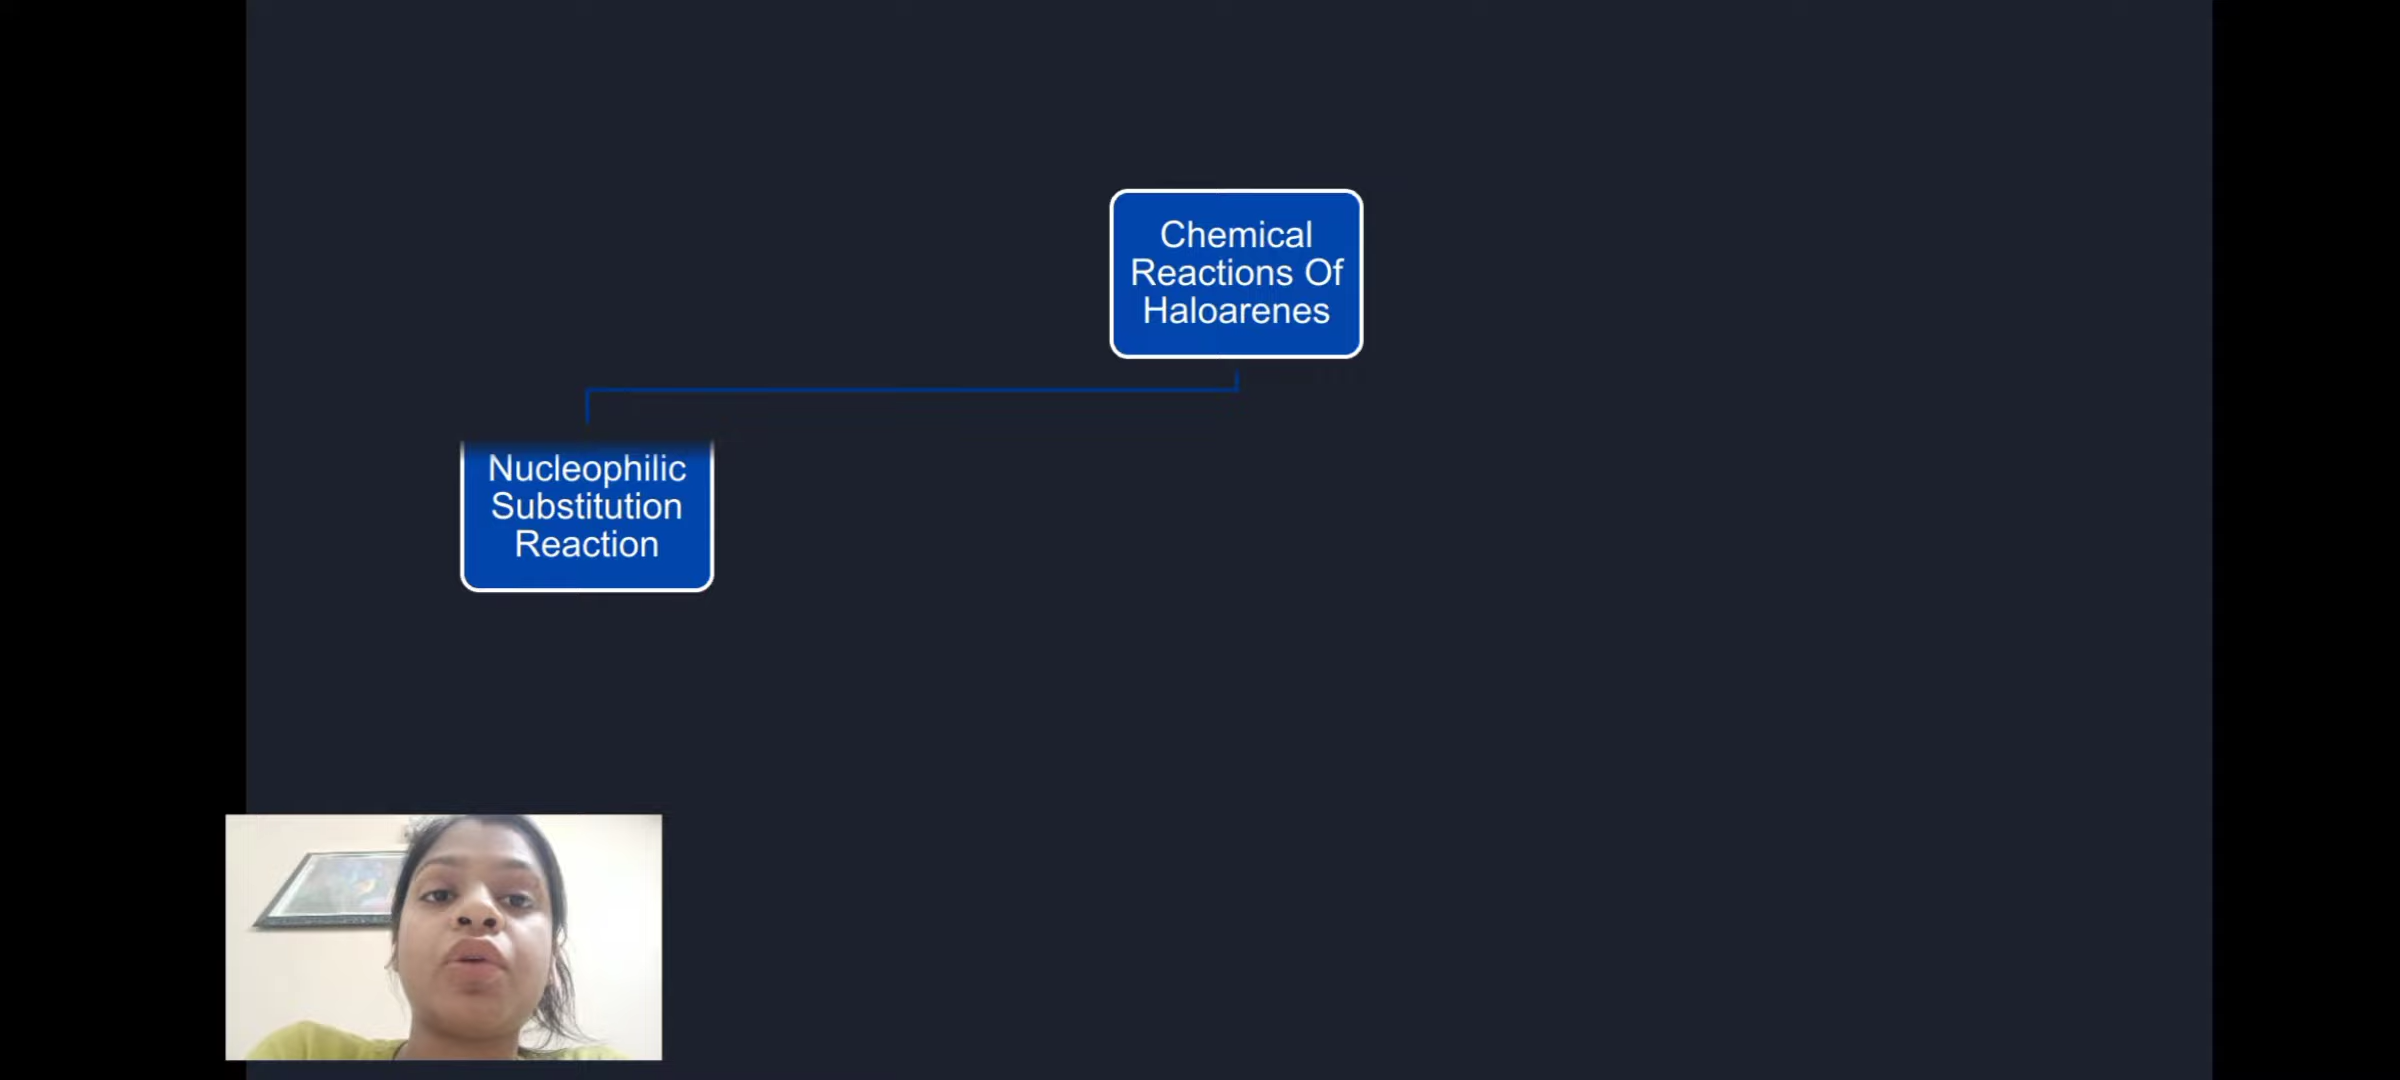 Chemical
Reactions Of
Haloarenes
Nucleophilic
Substitution
Reaction